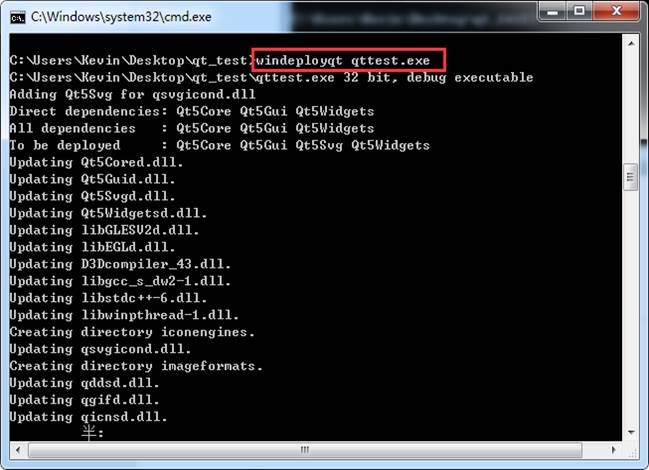 C:\Windows\system32\cmd.exe
C:\Users\Kevin\Desktop\qt_test>windeployqt qttest.exe
C:\Users\Kevin\Desktop\qt_test\qttest.exe 32 bit, debug executable
Adding Qt5Svg for qsvgicond.dll
Direct dependencies: Qt5Core Qt5Gui Qt5Widgets
All dependencies   : Qt5Core Qt5Gui Qt5Widgets
To be deployed     : Qt5Core Qt5Gui Qt5Svg Qt5Widgets
Updating Qt5Cored.dll.
Updating Qt5Guid.dll.
Updating Qt5Svgd.dll.
Updating Qt5Widgetsd.dll.
Updating libGLESV2d.dll.
Updating libEGLd.dll.
Updating D3Dcompiler_43.dll.
Updating libgcc_s_dw2-1.dll.
Updating libstdc++-6.dll.
Updating libwinpthread-1.dll.
Creating directory iconengines.
Updating qsvgicond.dll.
Creating directory imageformats.
Updating qddsd.dll.
Updating qgifd.dll.
Updating qicnsd.dll.
半: